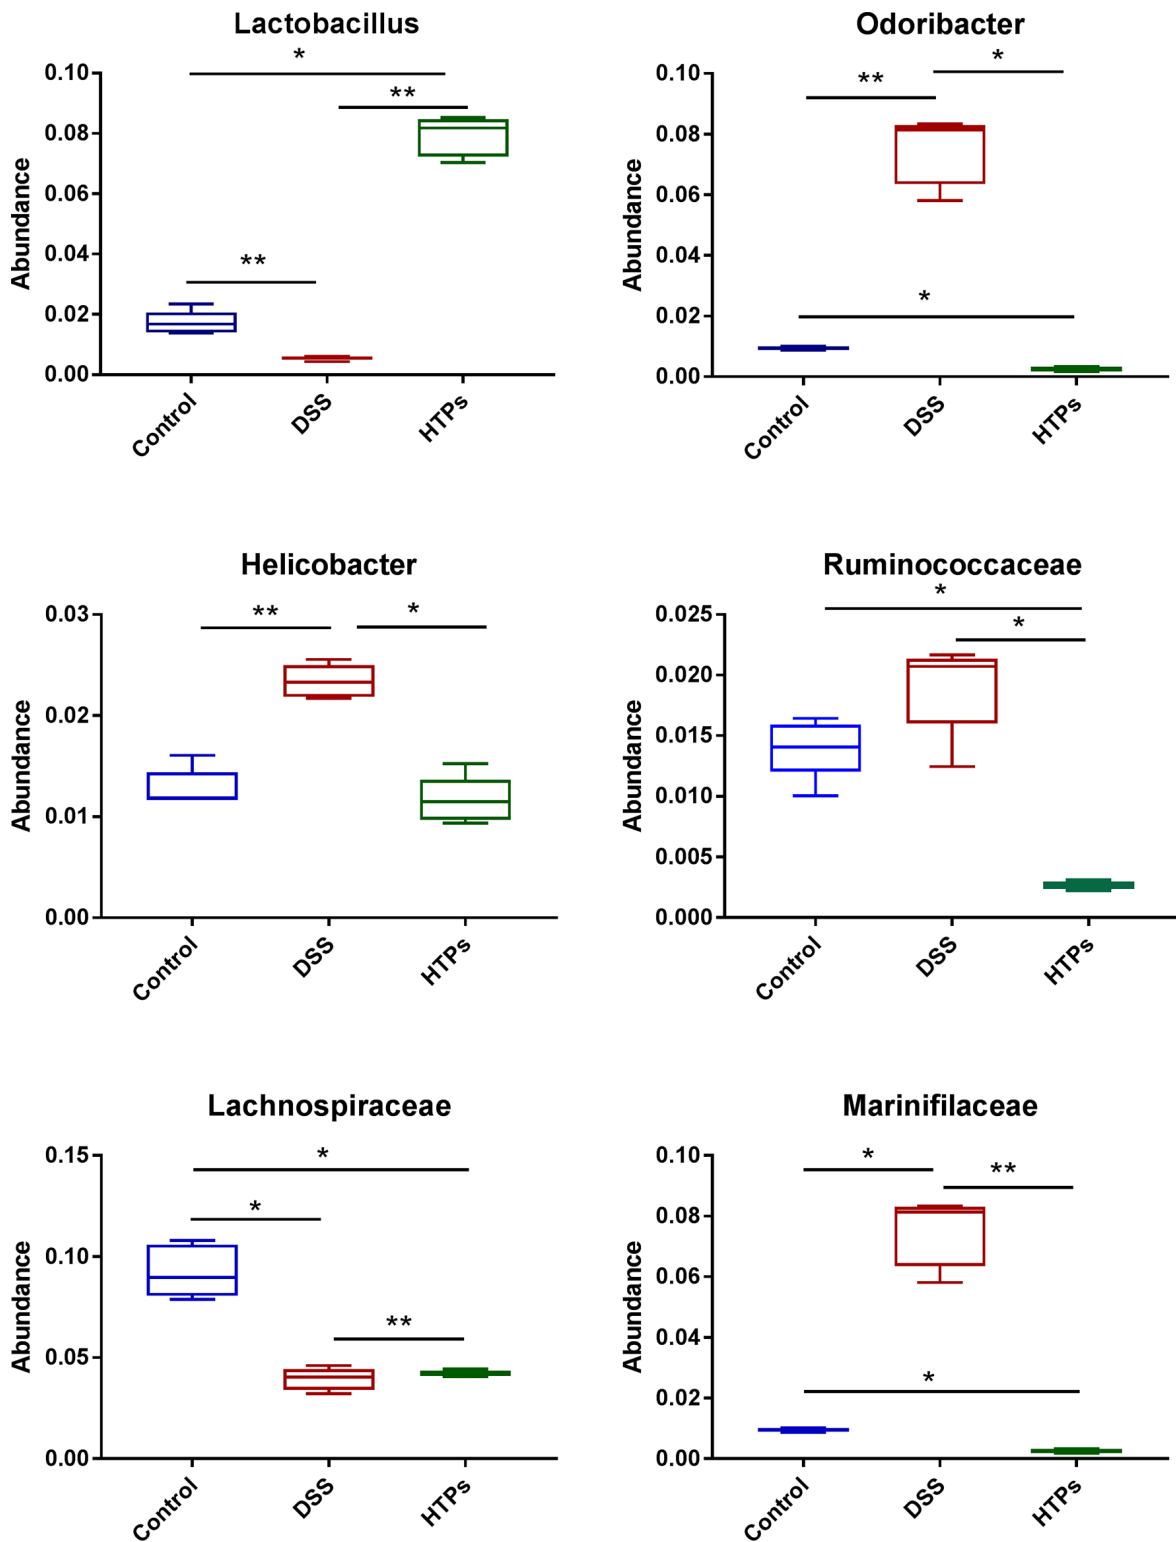 Lactobacillus
Abundance
0.10
0.08
0.06
0.04
0.02
0.00
*
**
**
Control
DSS
HTPs
Odoribacter
Abundance
0.10
0.08
0.06
0.04
0.02
0.00
*
**
*
Control
DSS
HTPs
Helicobacter
Abundance
0.03
0.02
0.01
0.00
**
*
Control
DSS
HTPs
Ruminococcaceae
Abundance
0.025
0.020
0.015
0.010
0.005
0.000
*
*
Control
DSS
HTPs
Lachnospiraceae
Abundance
0.15
0.10
0.05
0.00
*
*
**
Control
DSS
HTPs
Marinifilaceae
Abundance
0.10
0.08
0.06
0.04
0.02
0.00
*
**
*
Control
DSS
HTPs